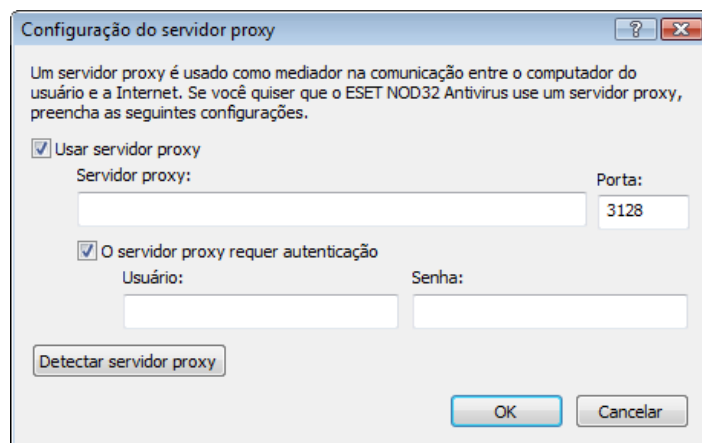 Configuração do servidor proxy
Um servidor proxy é usado como mediador na comunicação entre o computador do
usuário e a Internet. Se você quiser que o ESET NOD32 Antivirus use um servidor proxy,
preencha as seguintes configurações.
Usar servidor proxy
Servidor proxy:
Porta:
3128
O servidor proxy requer autenticação
Usuário:
Senha:
Detectar servidor proxy
OK
Cancelar